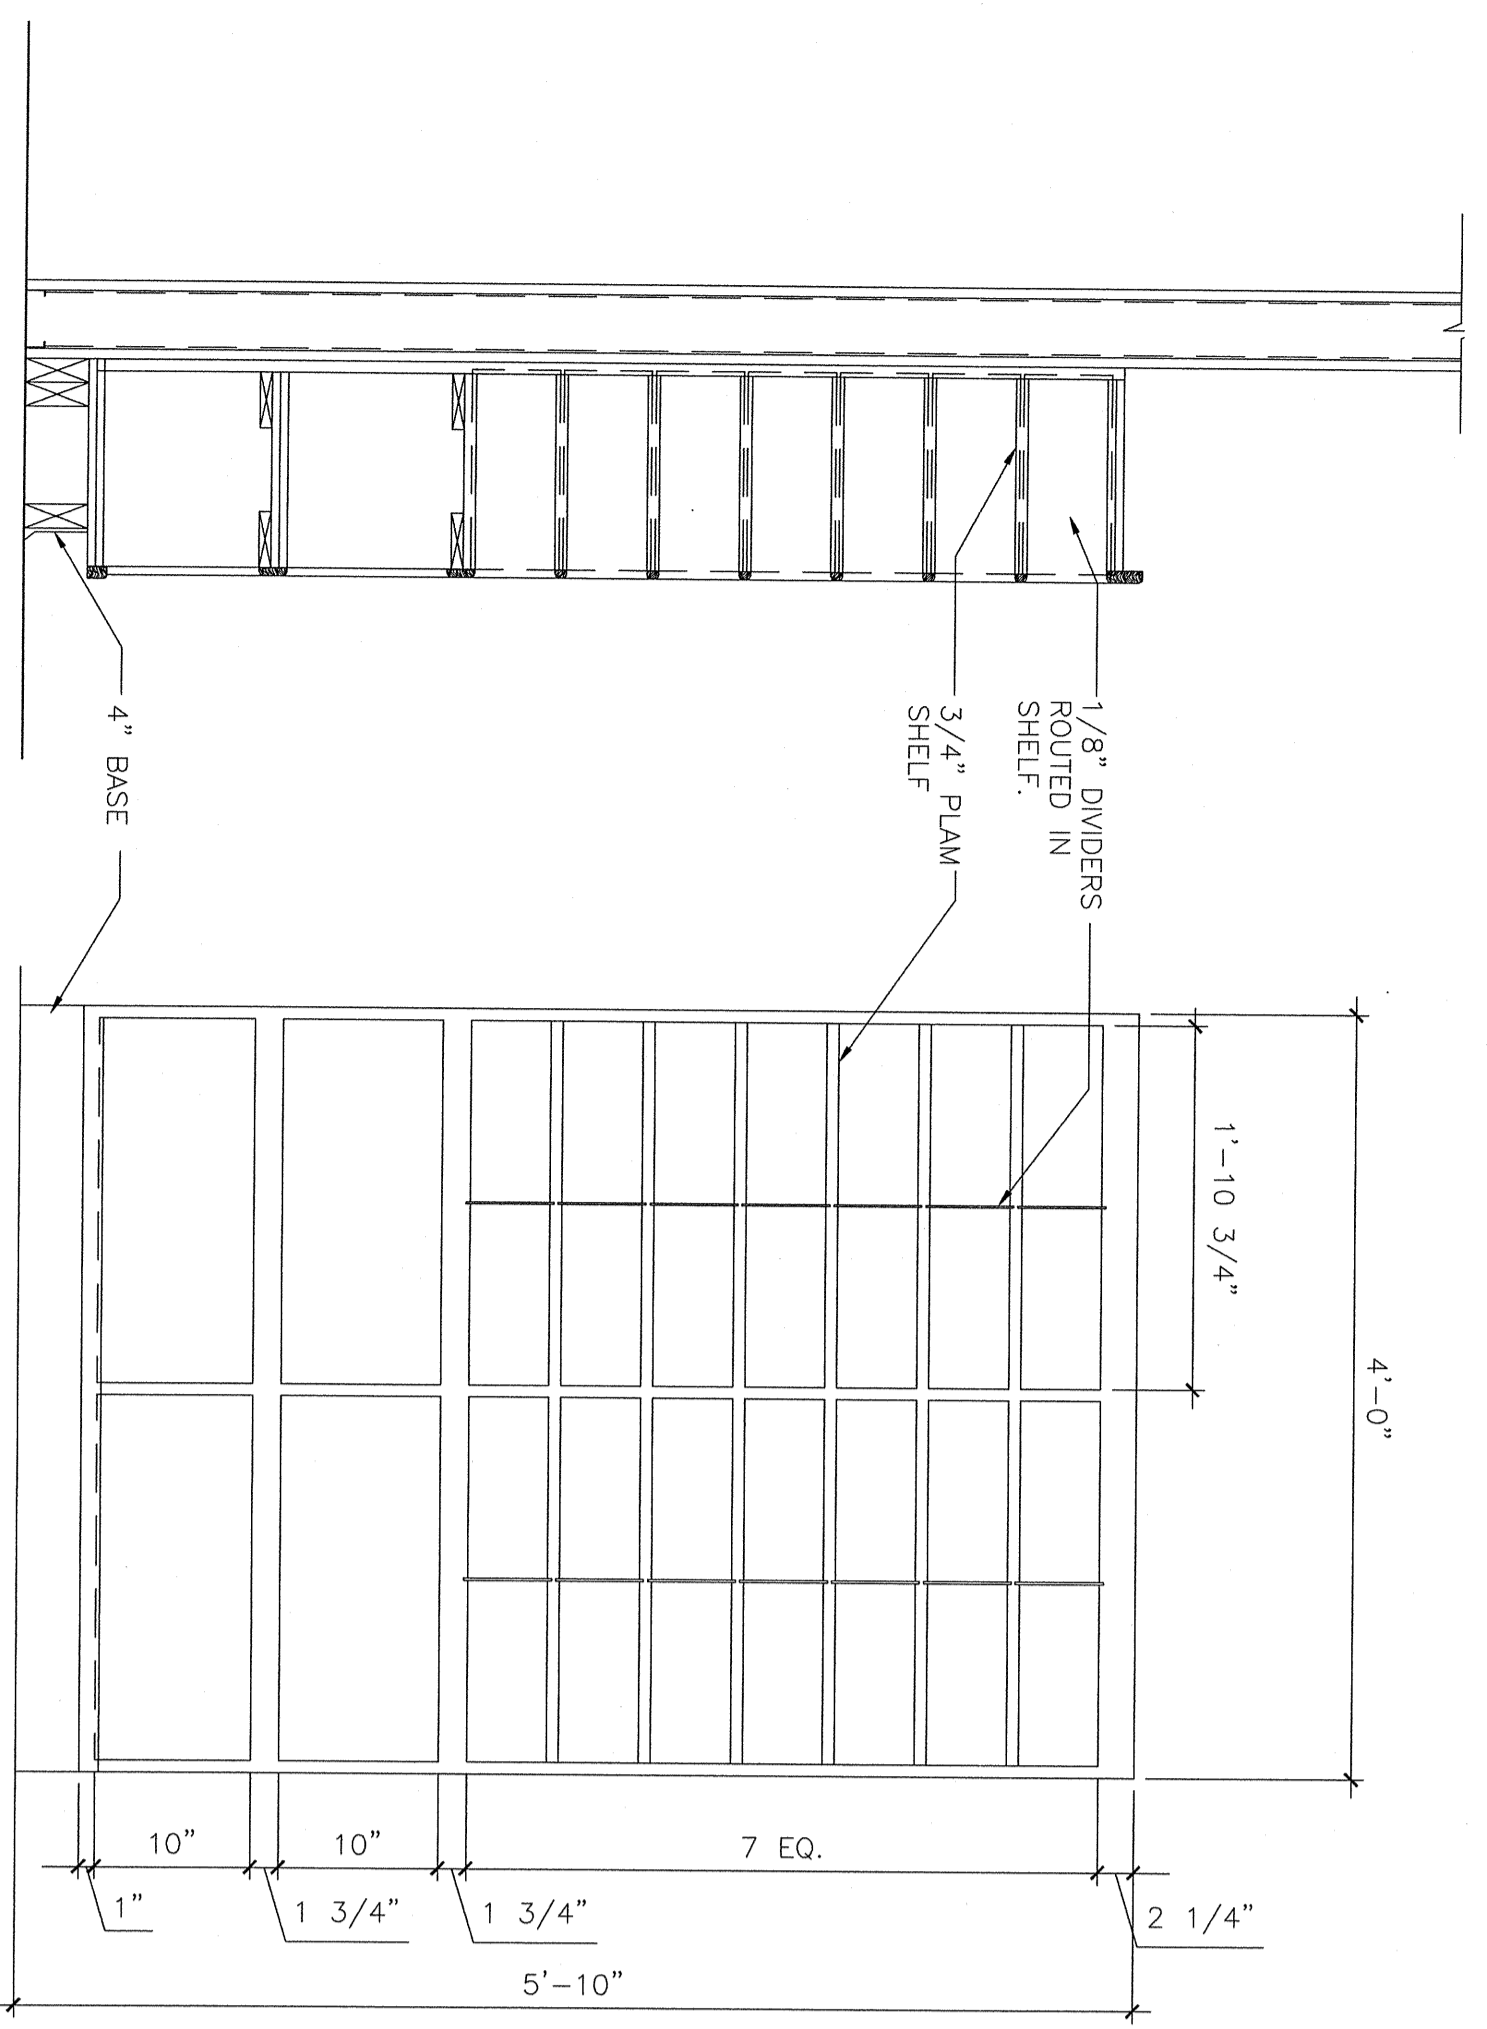 4'-0"
1'-10 3/4"
1/8" DIVIDERS
ROUTED IN
SHELF.
3/4" PLAM
SHELF
4" BASE
2 1/4"
7 EQ.
1 3/4"
10"
1 3/4"
10"
1"
5'-10"